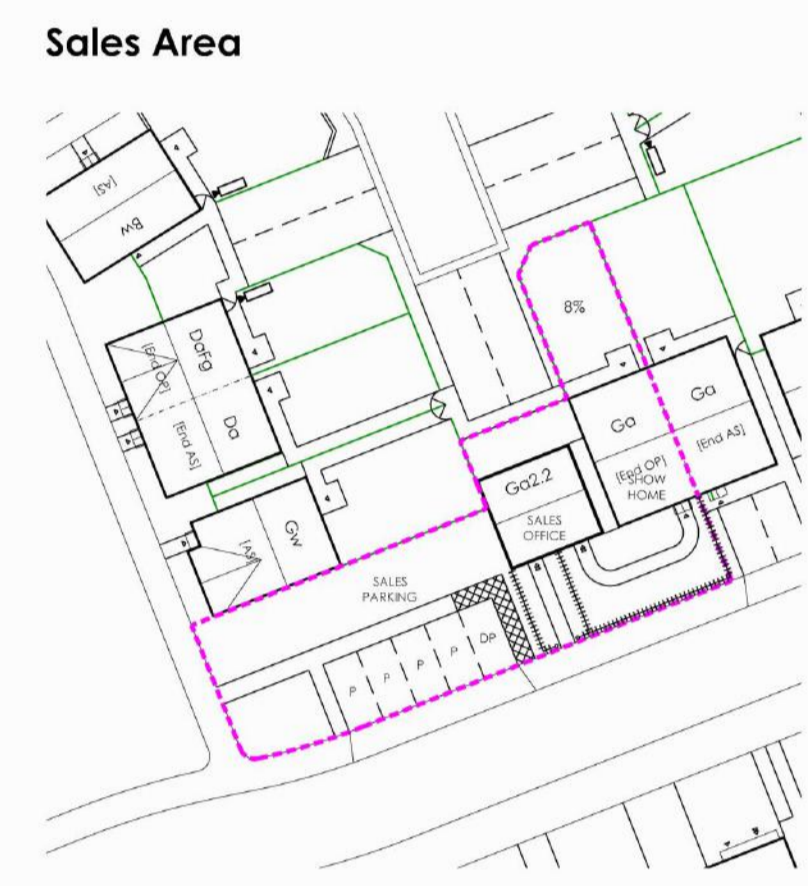 Sales Area
[AS]
Bw
DaFg
[End OP]
Da
[End AS]
8%
Ga
Ga
[End AS]
[End OP]
SHOW
HOME
Ga2.2
SALES
OFFICE
Gw
[AS]
SALES
PARKING
P
P
P
P
DP